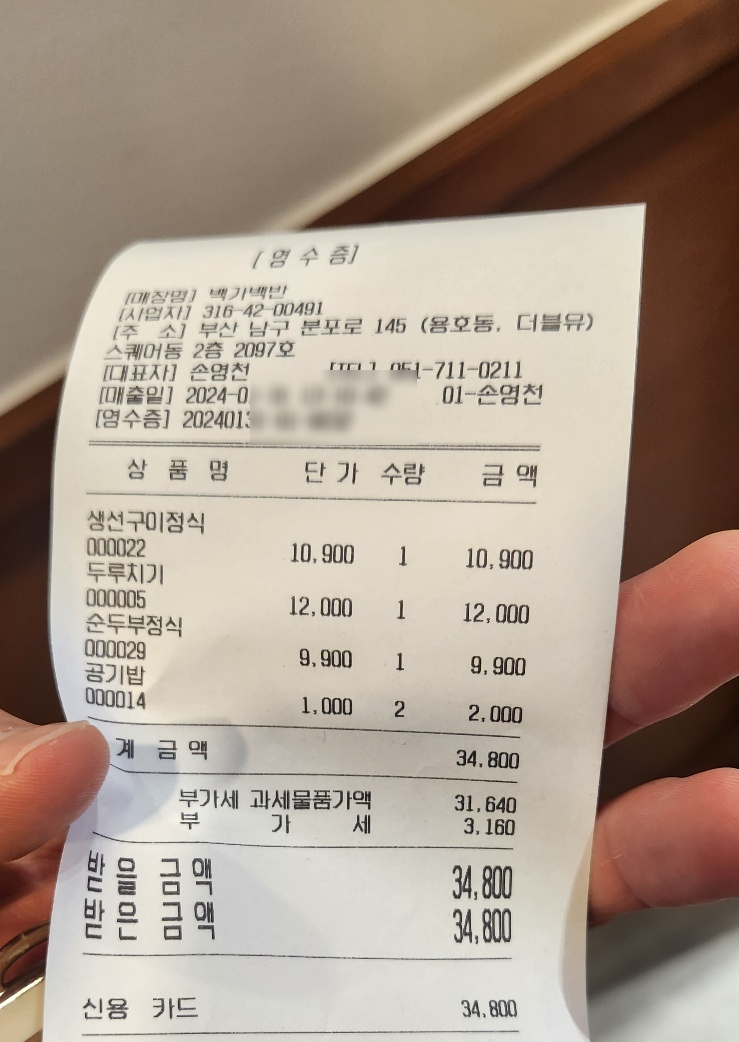 [영 수 증]
[매장명] 백가백반
[사업자] 316-42-00491
[주 소] 부산 남구 분포로 145 (용호동, 더블유)
스퀘어동 2층 2097호
[대표자] 손영천 [TEL] 051-711-0211
[매출일] 2024-0 01-손영천
[영수증] 2024013
상 품 명 단 가 수량 금 액
생선구이정식
000022 10,900 1 10,900
두루치기
000005 12,000 1 12,000
순두부정식
000029 9,900 1 9,900
공기밥
000014 1,000 2 2,000
계 금 액 34,800
부가세 과세물품가액 31,640
부 가 세 3,160
받 을 금 액 34,800
받 은 금 액 34,800
신용 카드 34,800